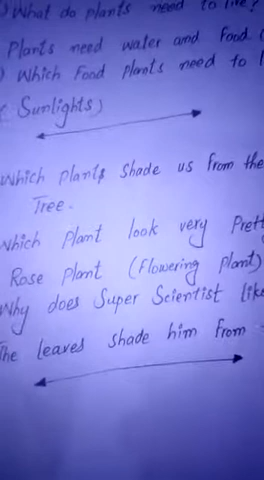 What do plants need to live?
Plants need water and Food (
) Which Food plants need to
( Sunlights)
Which plants shade us from the
Tree.
Which Plant look very Prett
Rose plant (Flowering plant)
Why does Super Scientist Like
The leaves shade him from